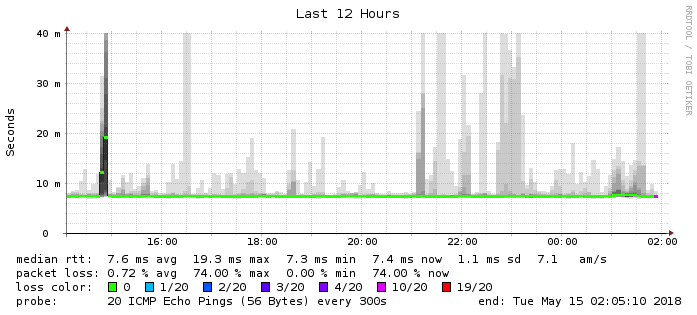 Last 12 Hours
RRDTOOL / TOBI OETIKER
Seconds
40 m
30 m
20 m
10 m
0
16:00 18:00 20:00 22:00 00:00 02:00
median rtt: 7.6 ms avg 19.3 ms max 7.3 ms min 7.4 ms now 1.1 ms sd 7.1 am/s
packet loss: 0.72 % avg 74.00 % max 0.00 % min 74.00 % now
loss color: 0 1/20 2/20 3/20 4/20 10/20 19/20
probe: 20 ICMP Echo Pings (56 Bytes) every 300s end: Tue May 15 02:05:10 2018